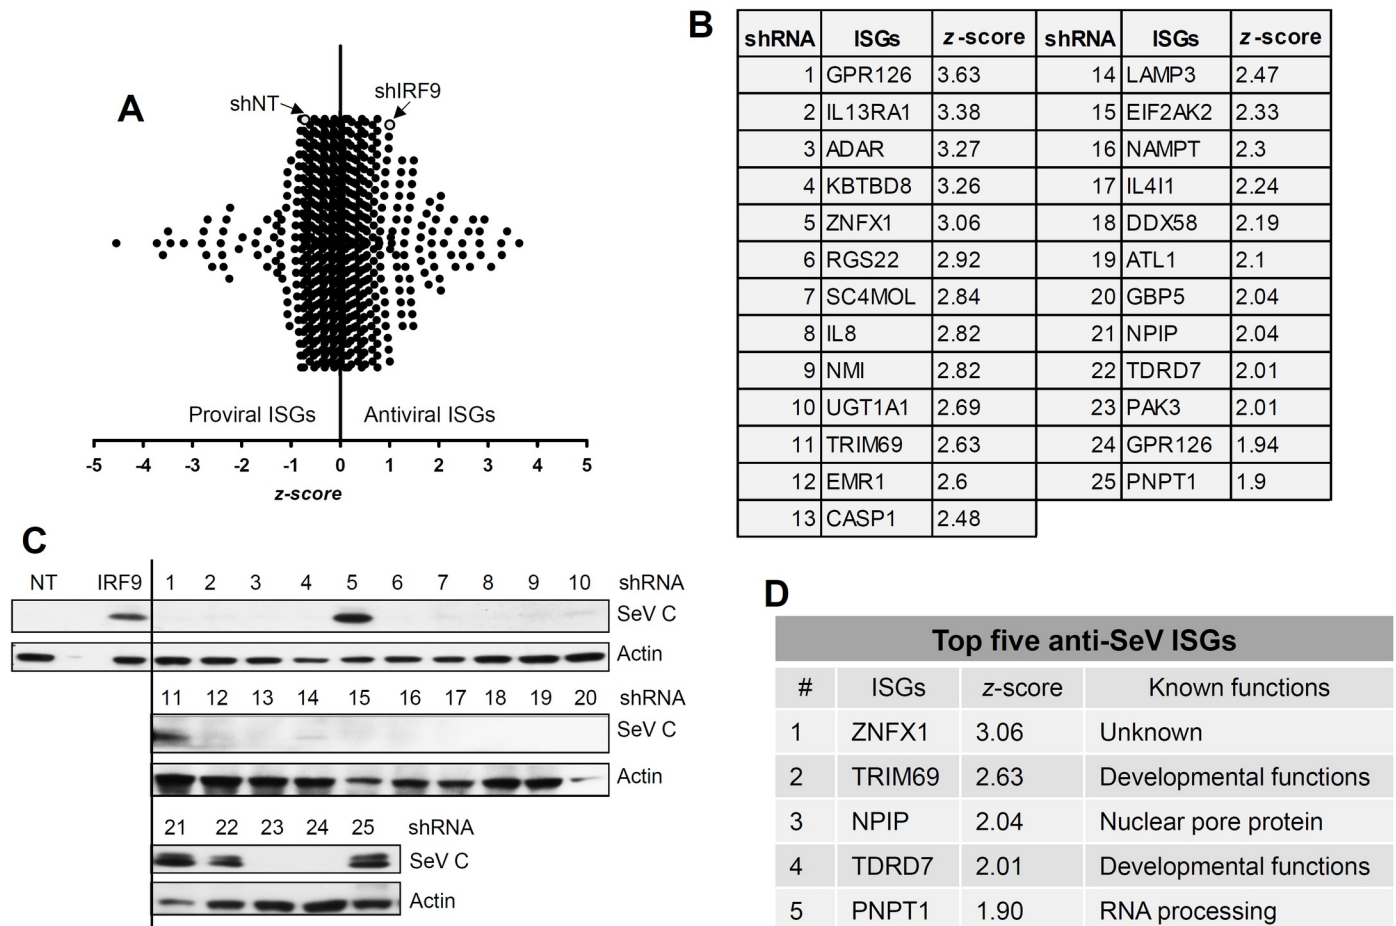 A
shNT
shIRF9
Proviral ISGs Antiviral ISGs
-5 -4 -3 -2 -1 0 1 2 3 4 5
z-score
B
shRNA ISGs z-score shRNA ISGs z-score
1 GPR126 3.63 14 LAMP3 2.47
2 IL13RA1 3.38 15 EIF2AK2 2.33
3 ADAR 3.27 16 NAMPT 2.3
4 KBTBD8 3.26 17 IL4I1 2.24
5 ZNFX1 3.06 18 DDX58 2.19
6 RGS22 2.92 19 ATL1 2.1
7 SC4MOL 2.84 20 GBP5 2.04
8 IL8 2.82 21 NPIP 2.04
9 NMI 2.82 22 TDRD7 2.01
10 UGT1A1 2.69 23 PAK3 2.01
11 TRIM69 2.63 24 GPR126 1.94
12 EMR1 2.6 25 PNPT1 1.9
13 CASP1 2.48
C
NT IRF9 1 2 3 4 5 6 7 8 9 10 shRNA
SeV C
Actin
11 12 13 14 15 16 17 18 19 20 shRNA
SeV C
Actin
21 22 23 24 25 shRNA
SeV C
Actin
D
Top five anti-SeV ISGs
# ISGs z-score Known functions
1 ZNFX1 3.06 Unknown
2 TRIM69 2.63 Developmental functions
3 NPIP 2.04 Nuclear pore protein
4 TDRD7 2.01 Developmental functions
5 PNPT1 1.90 RNA processing